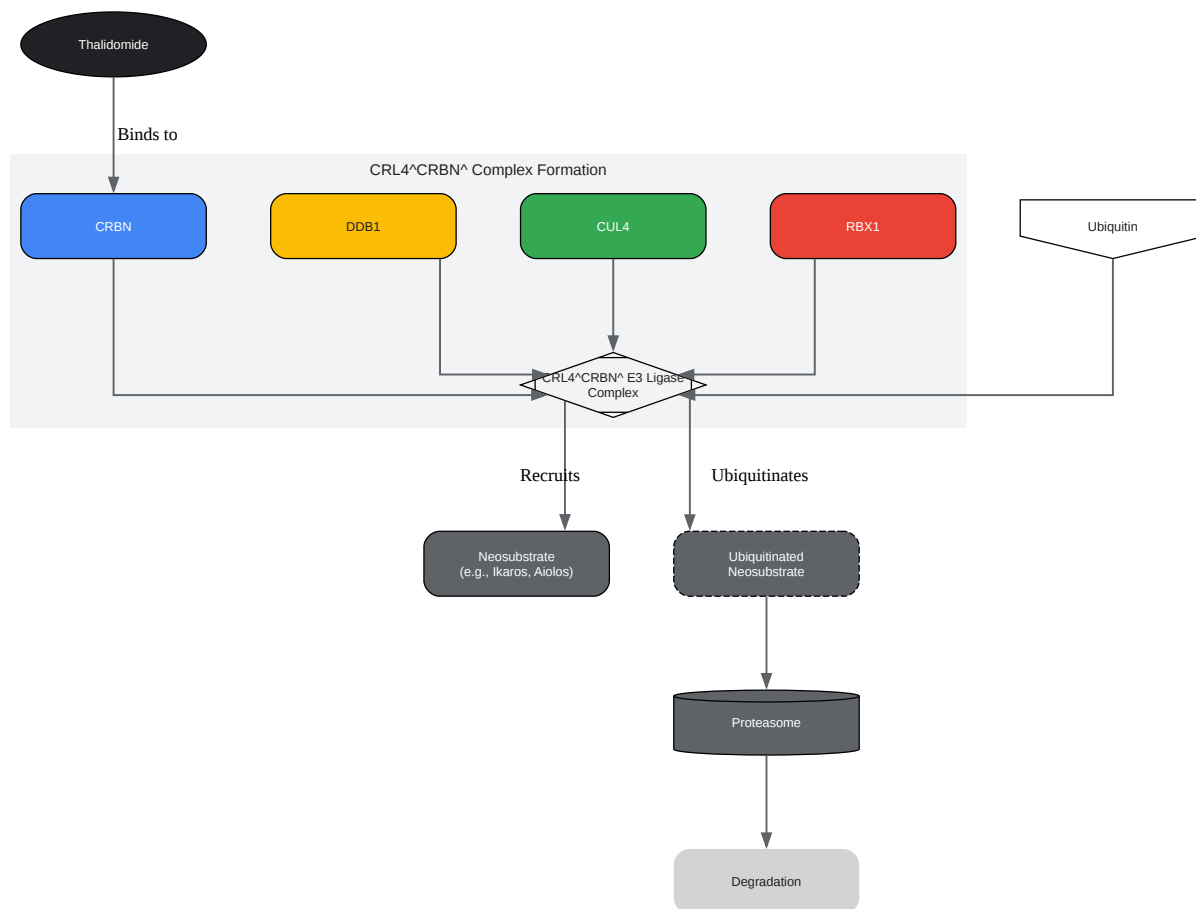 Thalidomide
Binds to
CRL4^CRBN^ Complex Formation
CRBN
DDB1
CUL4
RBX1
Ubiquitin
CRL4^CRBN^ E3 Ligase
Complex
Recruits
Ubiquitinates
Neosubstrate
(e.g., Ikaros, Aiolos)
Ubiquitinated
Neosubstrate
Proteasome
Degradation